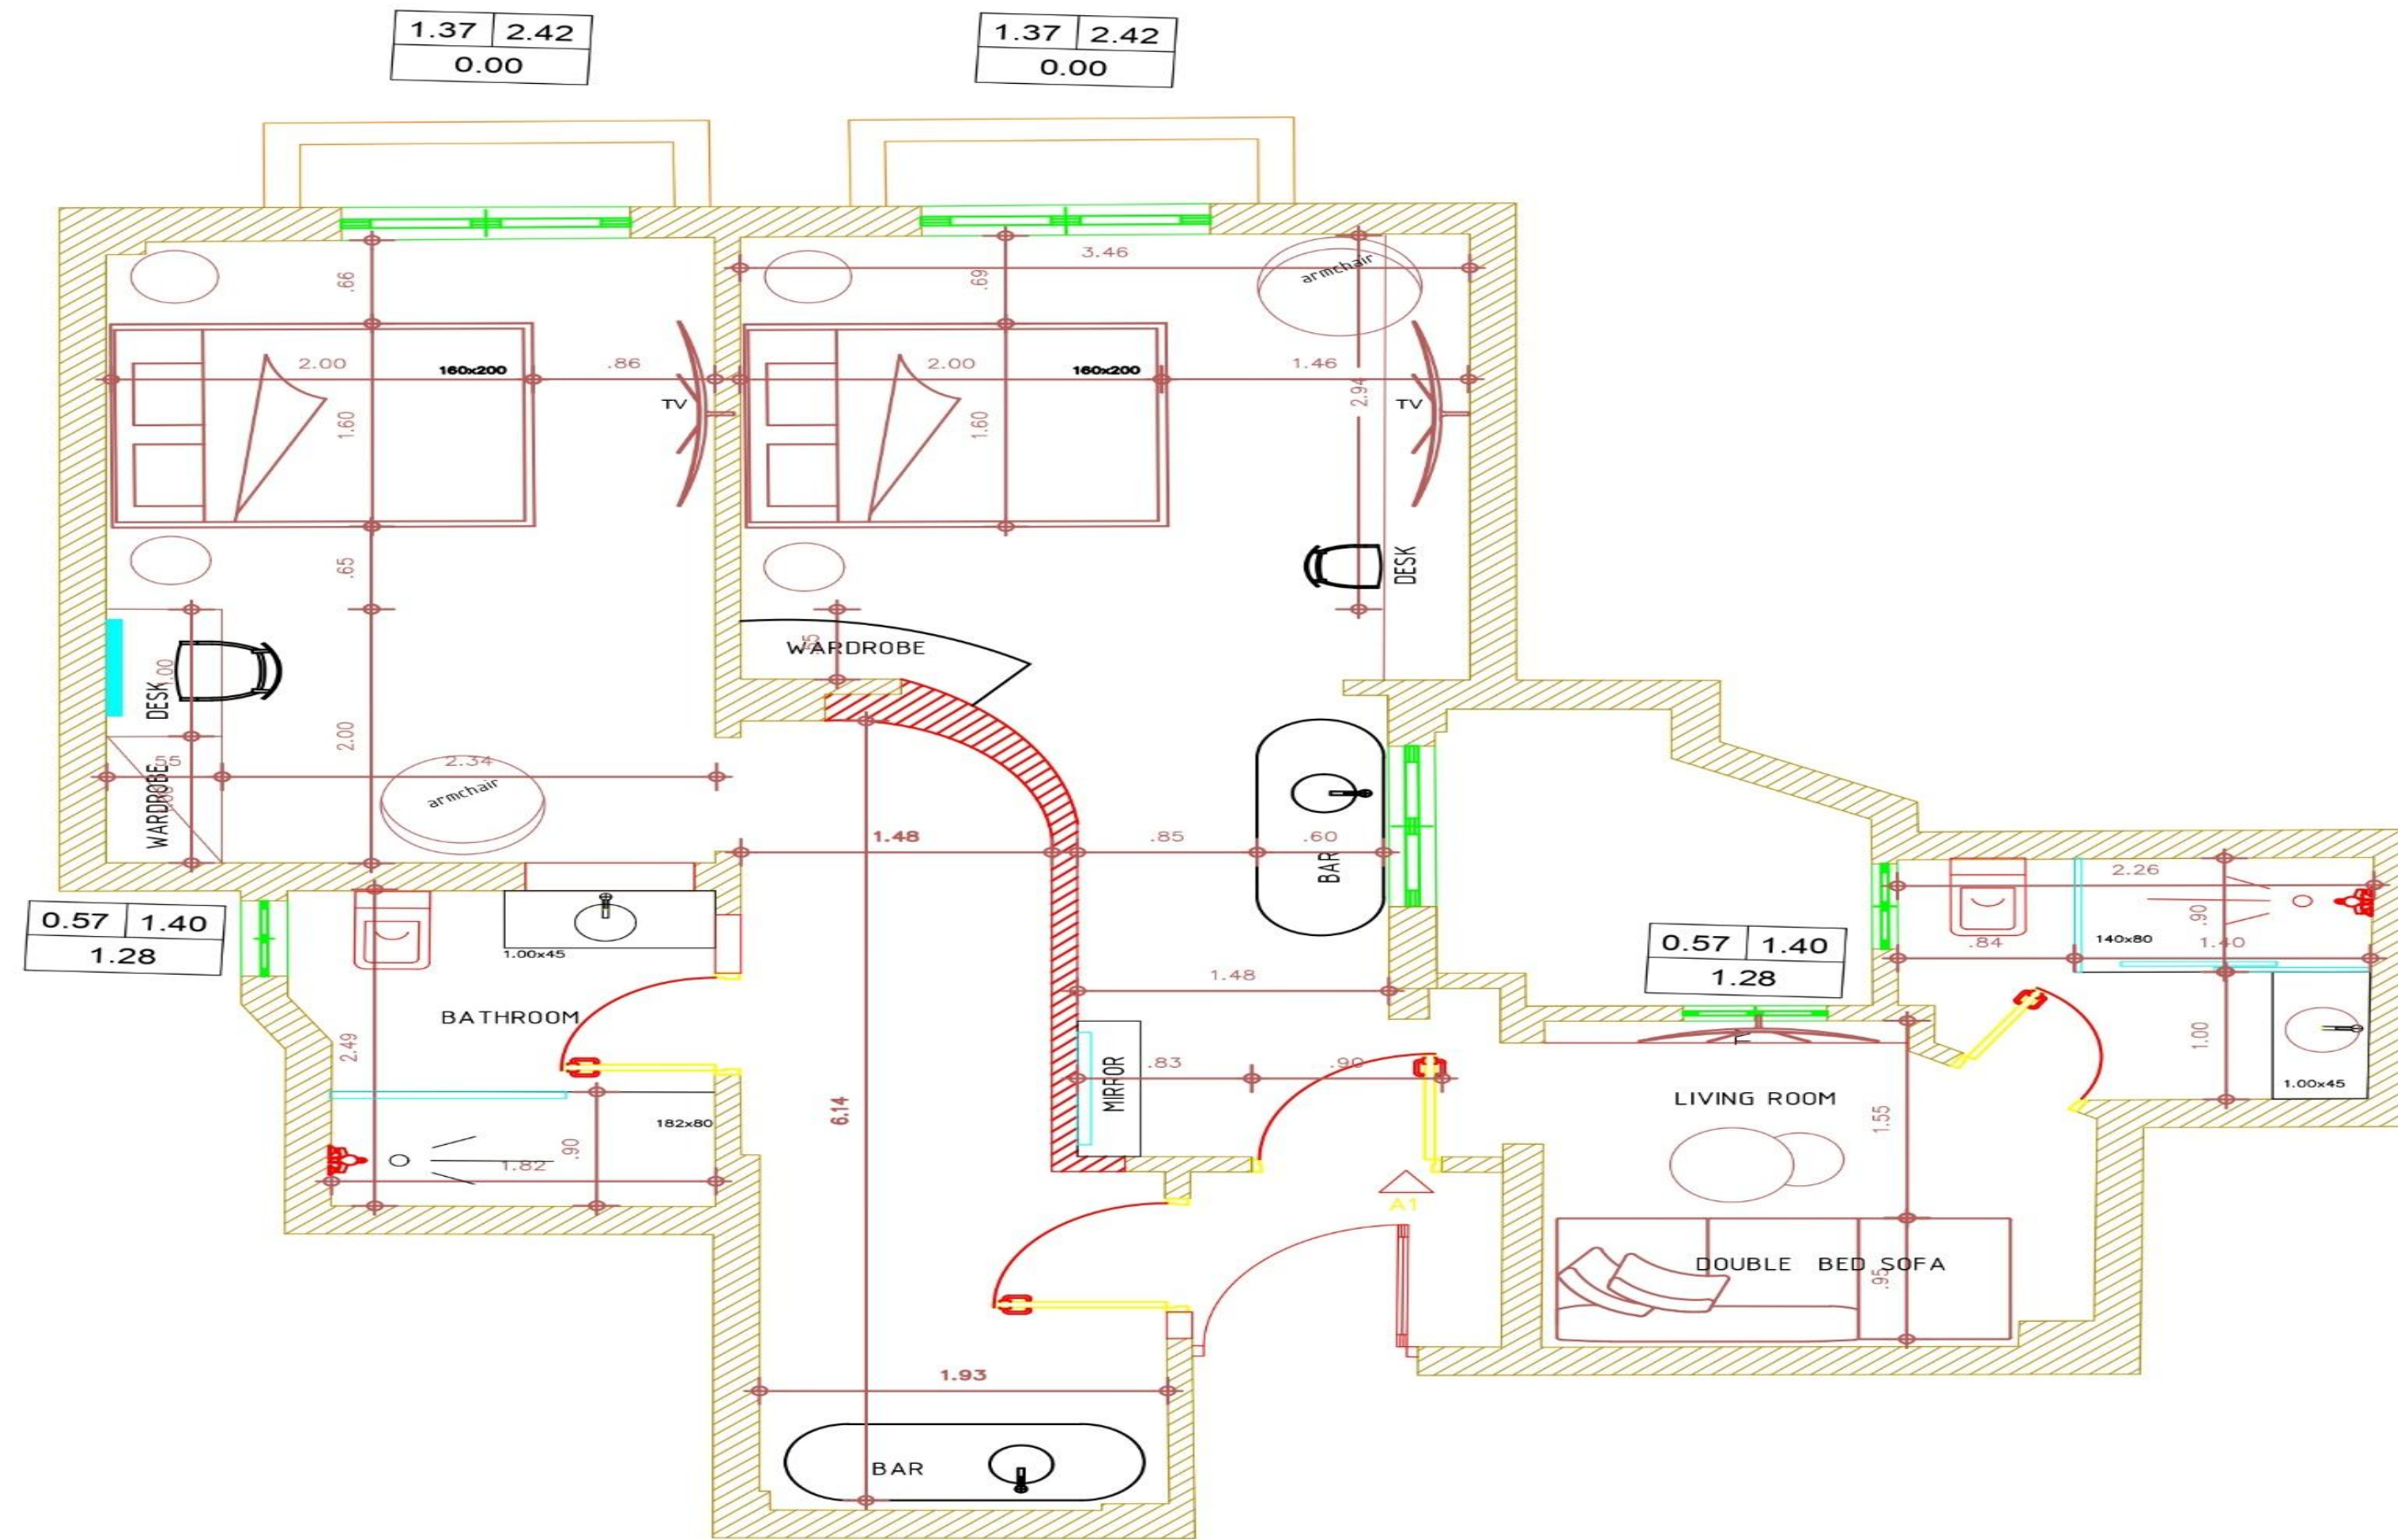 1.37 2.42
0.00
1.37 2.42
0.00
3.46
armchair
.66
.69
2.00
160x200
.86
2.00
160x200
1.46
2.94
TV
TV
1.60
1.60
.65
DESK
WARDROBE
1.00
DESK
2.00
WARDROBE
2.34
armchair
1.48
.85
.60
BAR
2.26
.90
.84
140x80
1.40
0.57 1.40
1.28
0.57 1.40
1.28
1.00x45
1.48
BATHROOM
2.49
MIRROR
.83
.90
1.00
1.00x45
LIVING ROOM
1.55
6.14
182x80
.90
1.82
A1
DOUBLE BED SOFA
.95
1.93
BAR